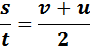 s/t = (v + u)/2